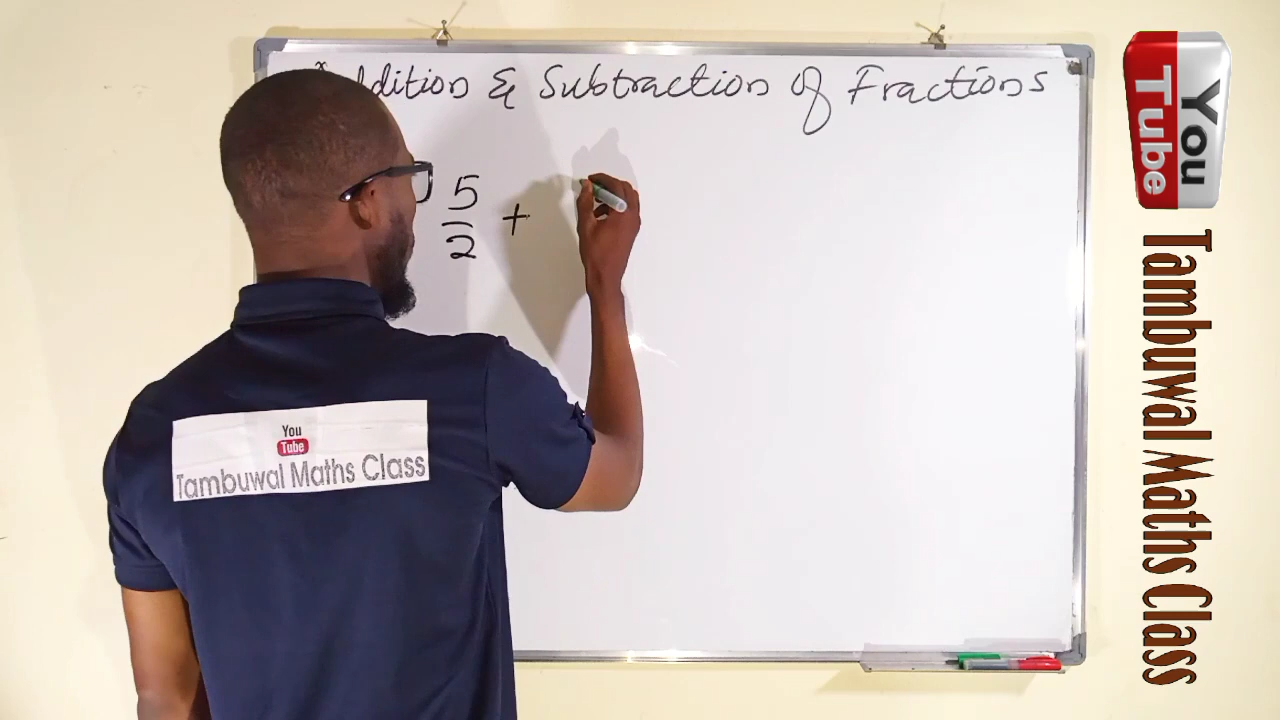 Addition & Subtraction of Fractions
5
2
+
You
Tube
Tambuwal Maths Class
You
Tube
Tambuwal Maths Class